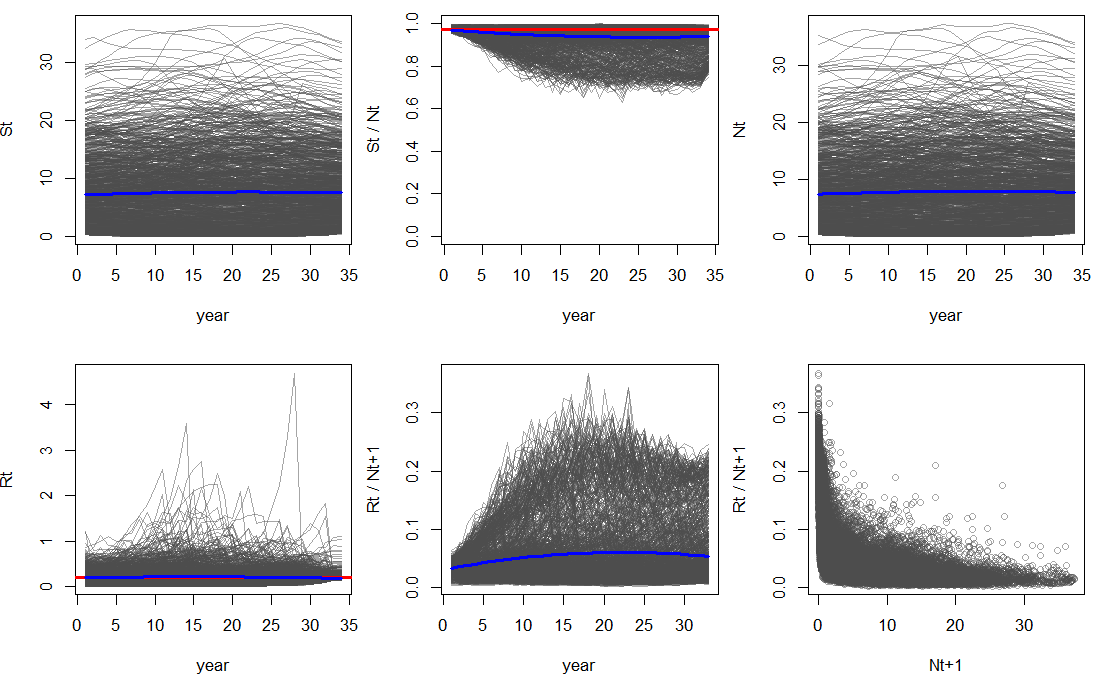 St
0 10 20 30
0 5 10 15 20 25 30 35
year
St / Nt
0.0 0.2 0.4 0.6 0.8 1.0
0 5 10 15 20 25 30 35
year
Nt
0 10 20 30
0 5 10 15 20 25 30 35
year
Rt
0 1 2 3 4
0 5 10 15 20 25 30 35
year
Rt / Nt+1
0.0 0.1 0.2 0.3
0 5 10 15 20 25 30
year
Rt / Nt+1
0.0 0.1 0.2 0.3
0 10 20 30
Nt+1